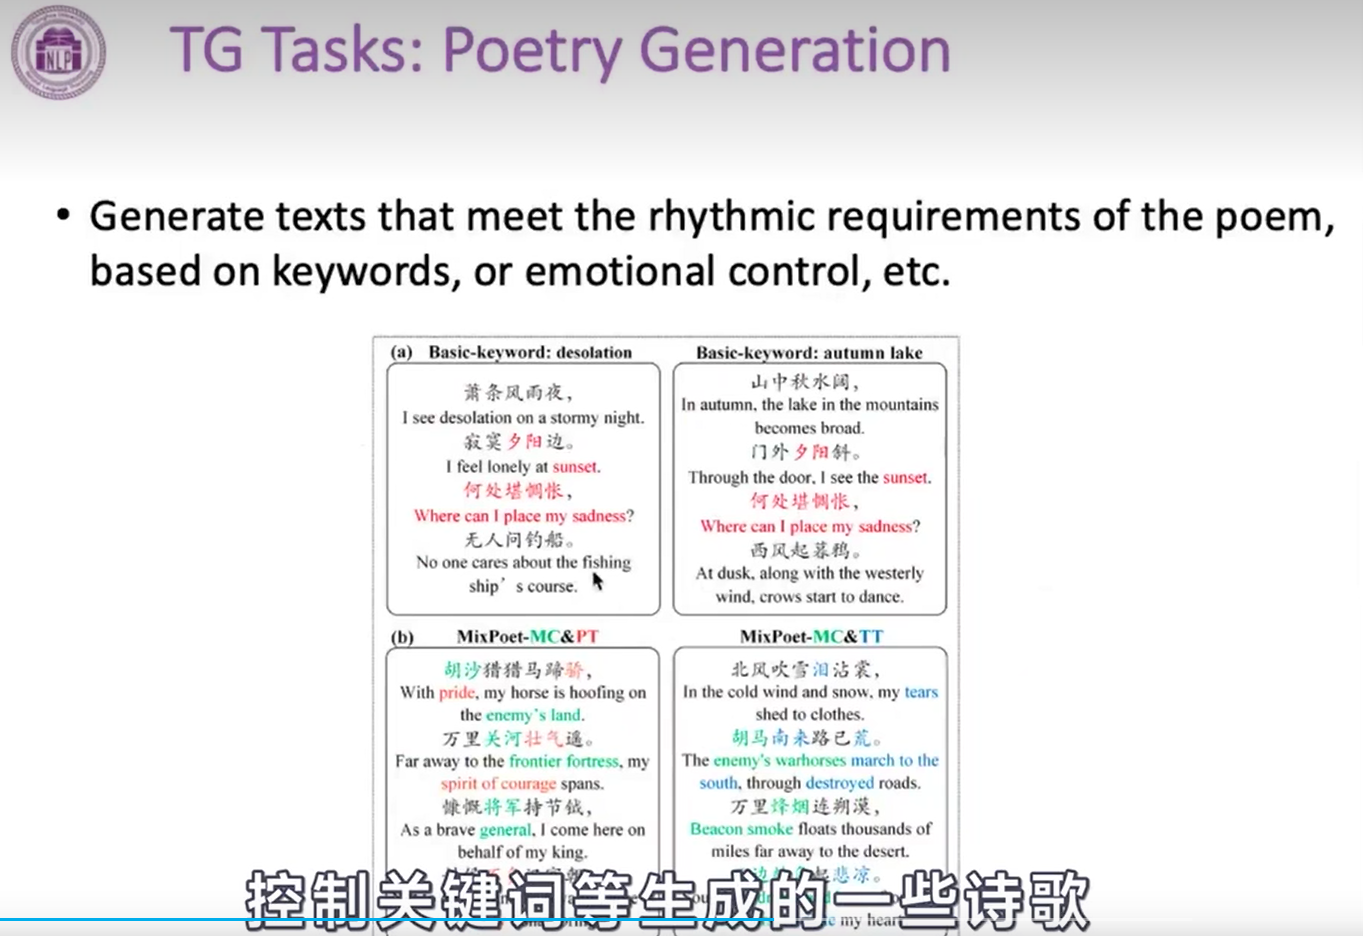 NLP
TG Tasks: Poetry Generation
• Generate texts that meet the rhythmic requirements of the poem,
based on keywords, or emotional control, etc.
(a) Basic-keyword: desolation
萧条风雨夜，
I see desolation on a stormy night.
寂寞夕阳边。
I feel lonely at sunset.
何处堪惆怅，
Where can I place my sadness?
无人问钓船。
No one cares about the fishing
ship’s course.
Basic-keyword: autumn lake
山中秋水阔，
In autumn, the lake in the mountains
becomes broad.
门外夕阳斜。
Through the door, I see the sunset.
何处堪惆怅，
Where can I place my sadness?
西风起暮鸦。
At dusk, along with the westerly
wind, crows start to dance.
(b) MixPoet-MC&PT
胡沙猎猎马蹄骄，
With pride, my horse is hoofing on
the enemy’s land.
万里关河壮气遥。
Far away to the frontier fortress, my
spirit of courage spans.
慷慨将军持节钺，
As a brave general, I come here on
behalf of my king.
MixPoet-MC&TT
北风吹雪泪沾裳，
In the cold wind and snow, my tears
shed to clothes.
胡马南来路已荒。
The enemy’s warhorses march to the
south, through destroyed roads.
万里烽烟连朔漠，
Beacon smoke floats thousands of
miles far away to the desert.
起悲凉。
my heart
控制关键词等生成的一些诗歌